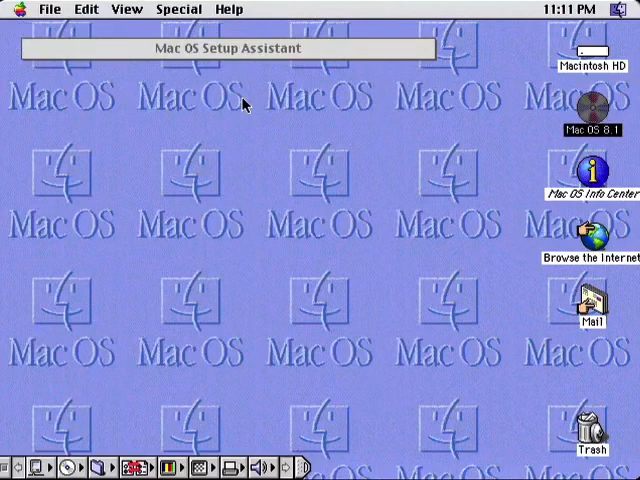 File Edit View Special Help 11:11 PM
Mac OS Setup Assistant
Macintosh HD
Mac OS Mac OS Mac OS Mac OS Mac OS
Mac OS 8.1
Mac OS Info Center
Mac OS Mac OS Mac OS Mac OS Mac OS
Browse the Internet
Mail
Mac OS Mac OS Mac OS Mac OS Mac OS
Trash